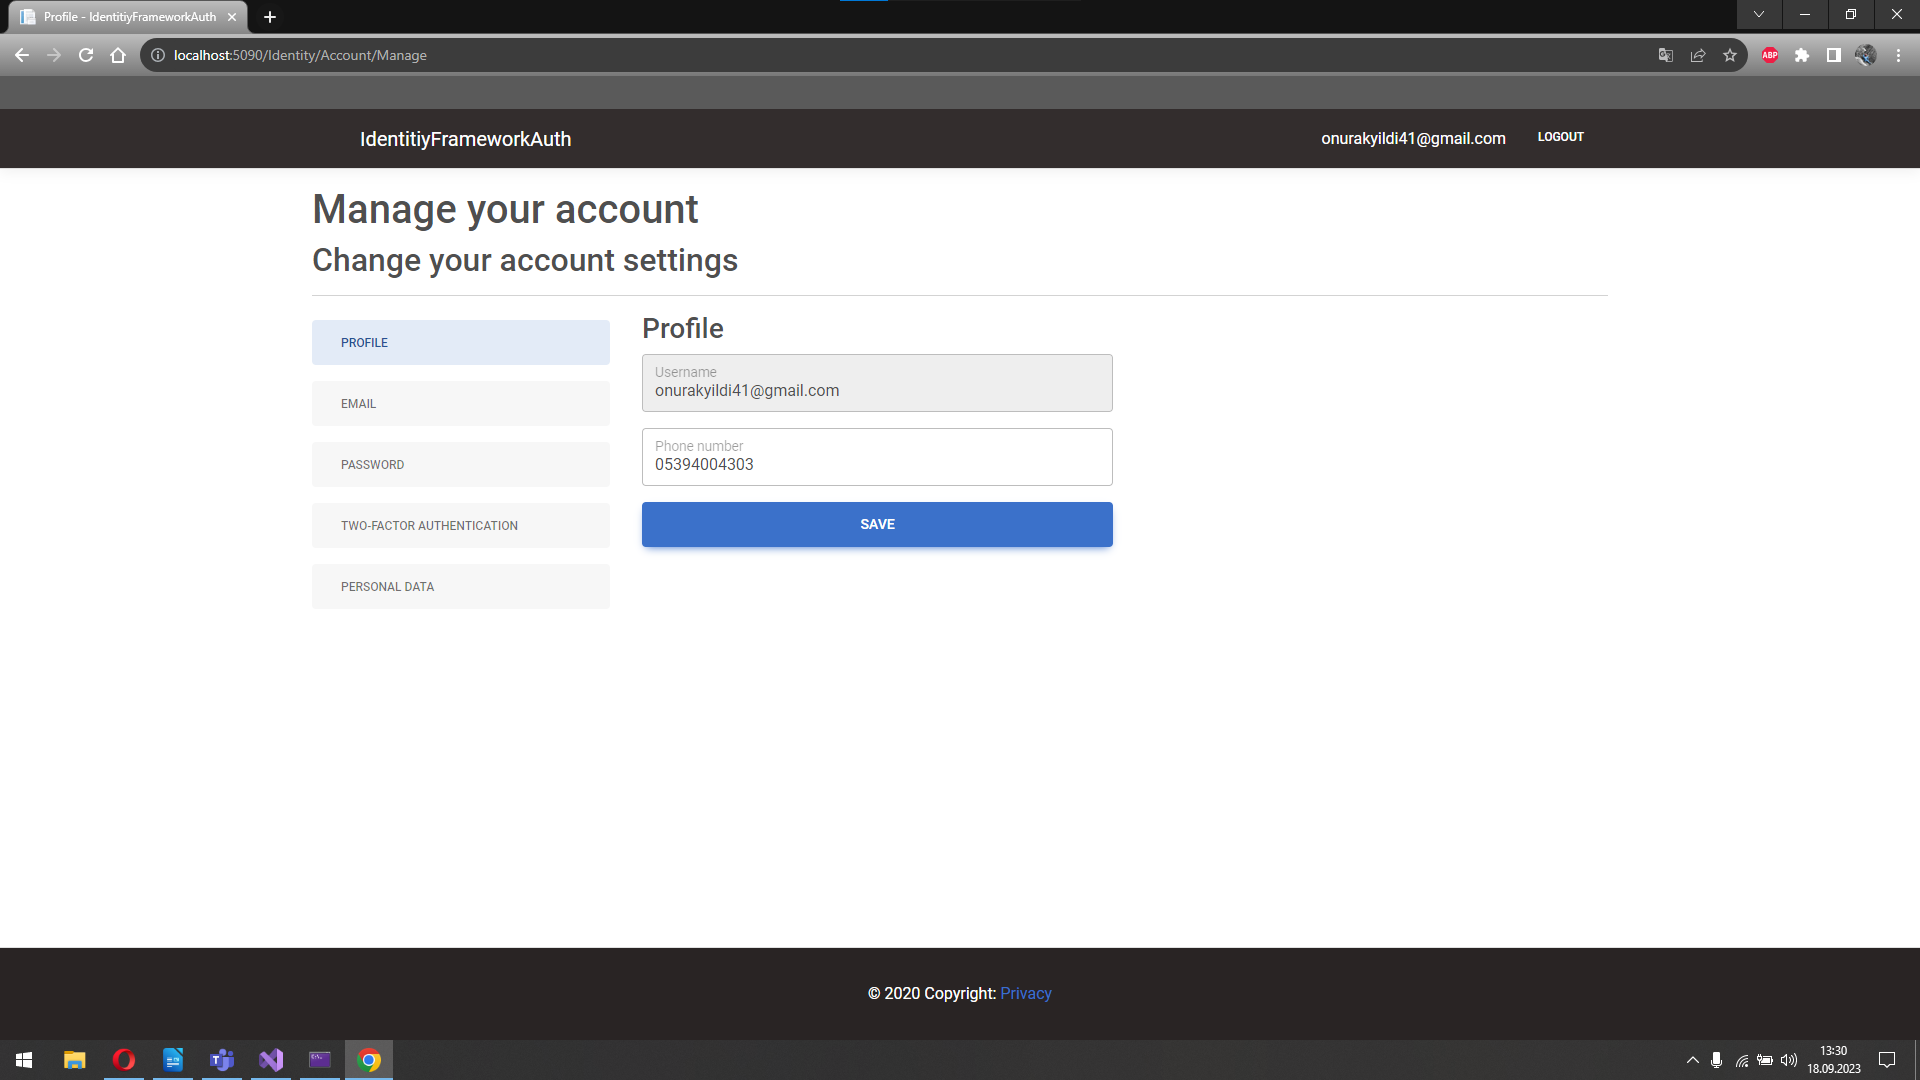 Profile - IdentitiyFrameworkAuth
localhost:5090/Identity/Account/Manage
ABP
IdentitiyFrameworkAuth
onurakyildi41@gmail.com
LOGOUT
Manage your account
Change your account settings
PROFILE
EMAIL
PASSWORD
TWO-FACTOR AUTHENTICATION
PERSONAL DATA
Profile
Username
onurakyildi41@gmail.com
Phone number
05394004303
SAVE
© 2020 Copyright: Privacy
13:30
18.09.2023